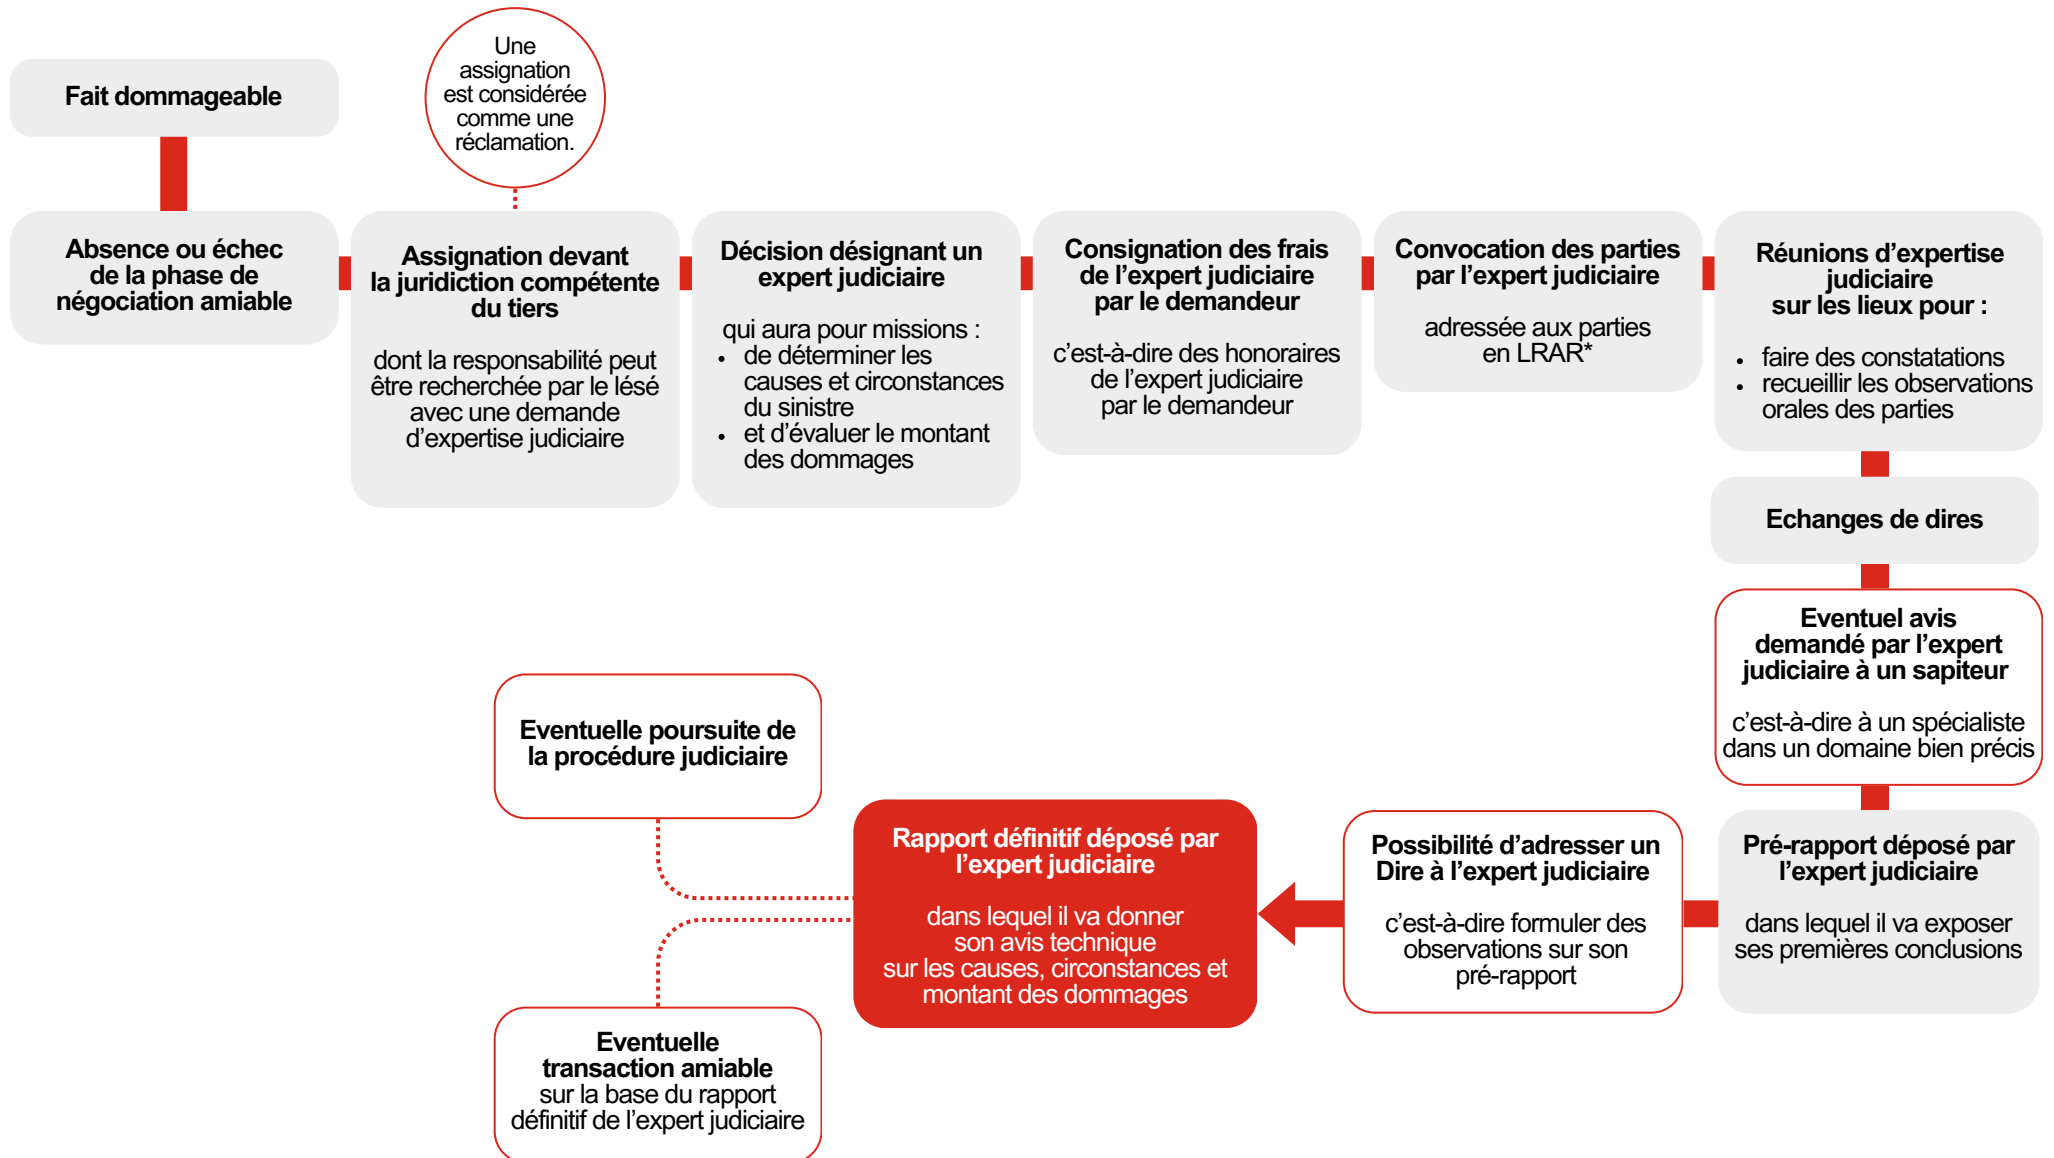 Fait dommageable
Une
assignation
est considérée
comme une
réclamation.
Absence ou échec
de la phase de
négociation amiable
Assignation devant
la juridiction compétente
du tiers
dont la responsabilité peut
être recherchée par le lésé
avec une demande
d'expertise judiciaire
Décision désignant un
expert judiciaire
qui aura pour missions :
• de déterminer les
causes et circonstances
du sinistre
• et d'évaluer le montant
des dommages
Consignation des frais
de l'expert judiciaire
par le demandeur
c'est-à-dire des honoraires
de l'expert judiciaire
par le demandeur
Convocation des parties
par l'expert judiciaire
adressée aux parties
en LRAR*
Réunions d'expertise
judiciaire
sur les lieux pour :
• faire des constatations
• recueillir les observations
orales des parties
Echanges de dires
Eventuel avis
demandé par l'expert
judiciaire à un sapiteur
c'est-à-dire à un spécialiste
dans un domaine bien précis
Pré-rapport déposé par
l'expert judiciaire
dans lequel il va exposer
ses premières conclusions
Possibilité d'adresser un
Dire à l'expert judiciaire
c'est-à-dire formuler des
observations sur son
pré-rapport
Rapport définitif déposé par
l'expert judiciaire
dans lequel il va donner
son avis technique
sur les causes, circonstances et
montant des dommages
Eventuelle poursuite de
la procédure judiciaire
Eventuelle
transaction amiable
sur la base du rapport
définitif de l'expert judiciaire